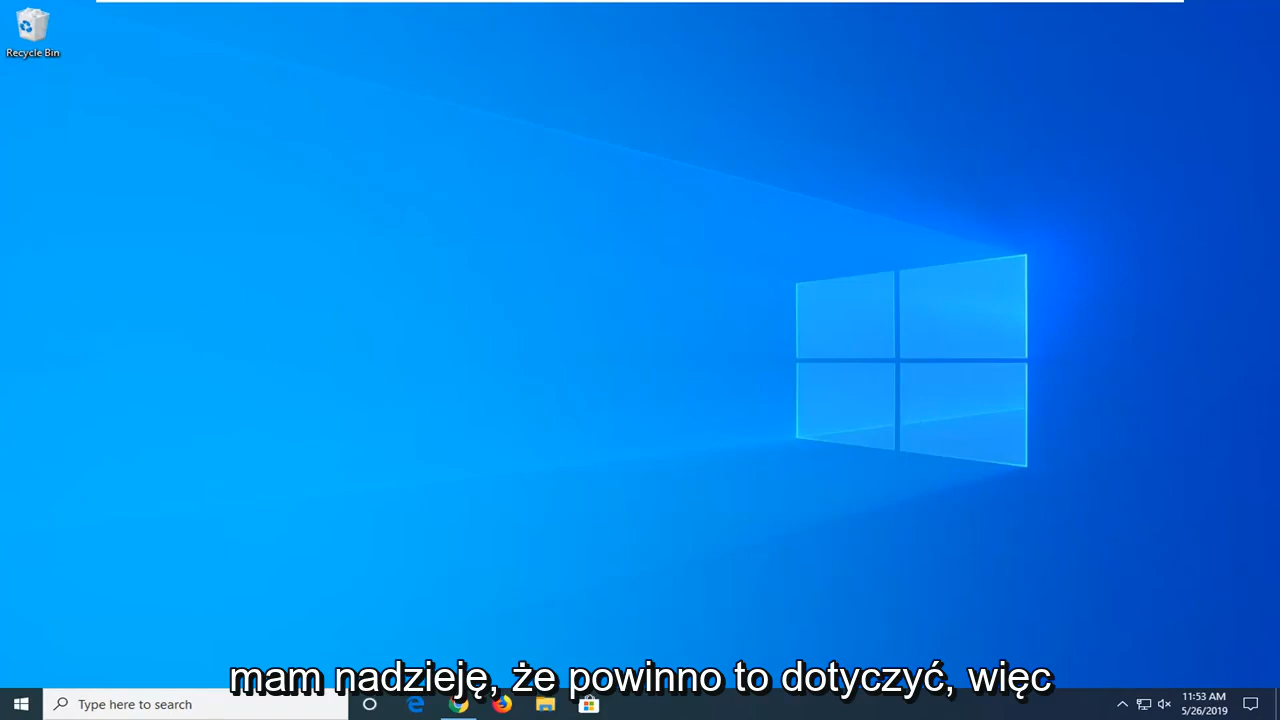 Recycle Bin
mam nadzieję, że powinno to dotyczyć, więc
Type here to search
11:53 AM
5/26/2019